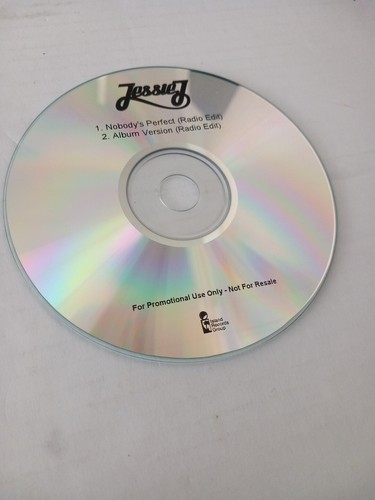 Jessie J
1. Nobody's Perfect (Radio Edit)
2. Album Version (Radio Edit)
For Promotional Use Only - Not For Resale
Island
Records
Group